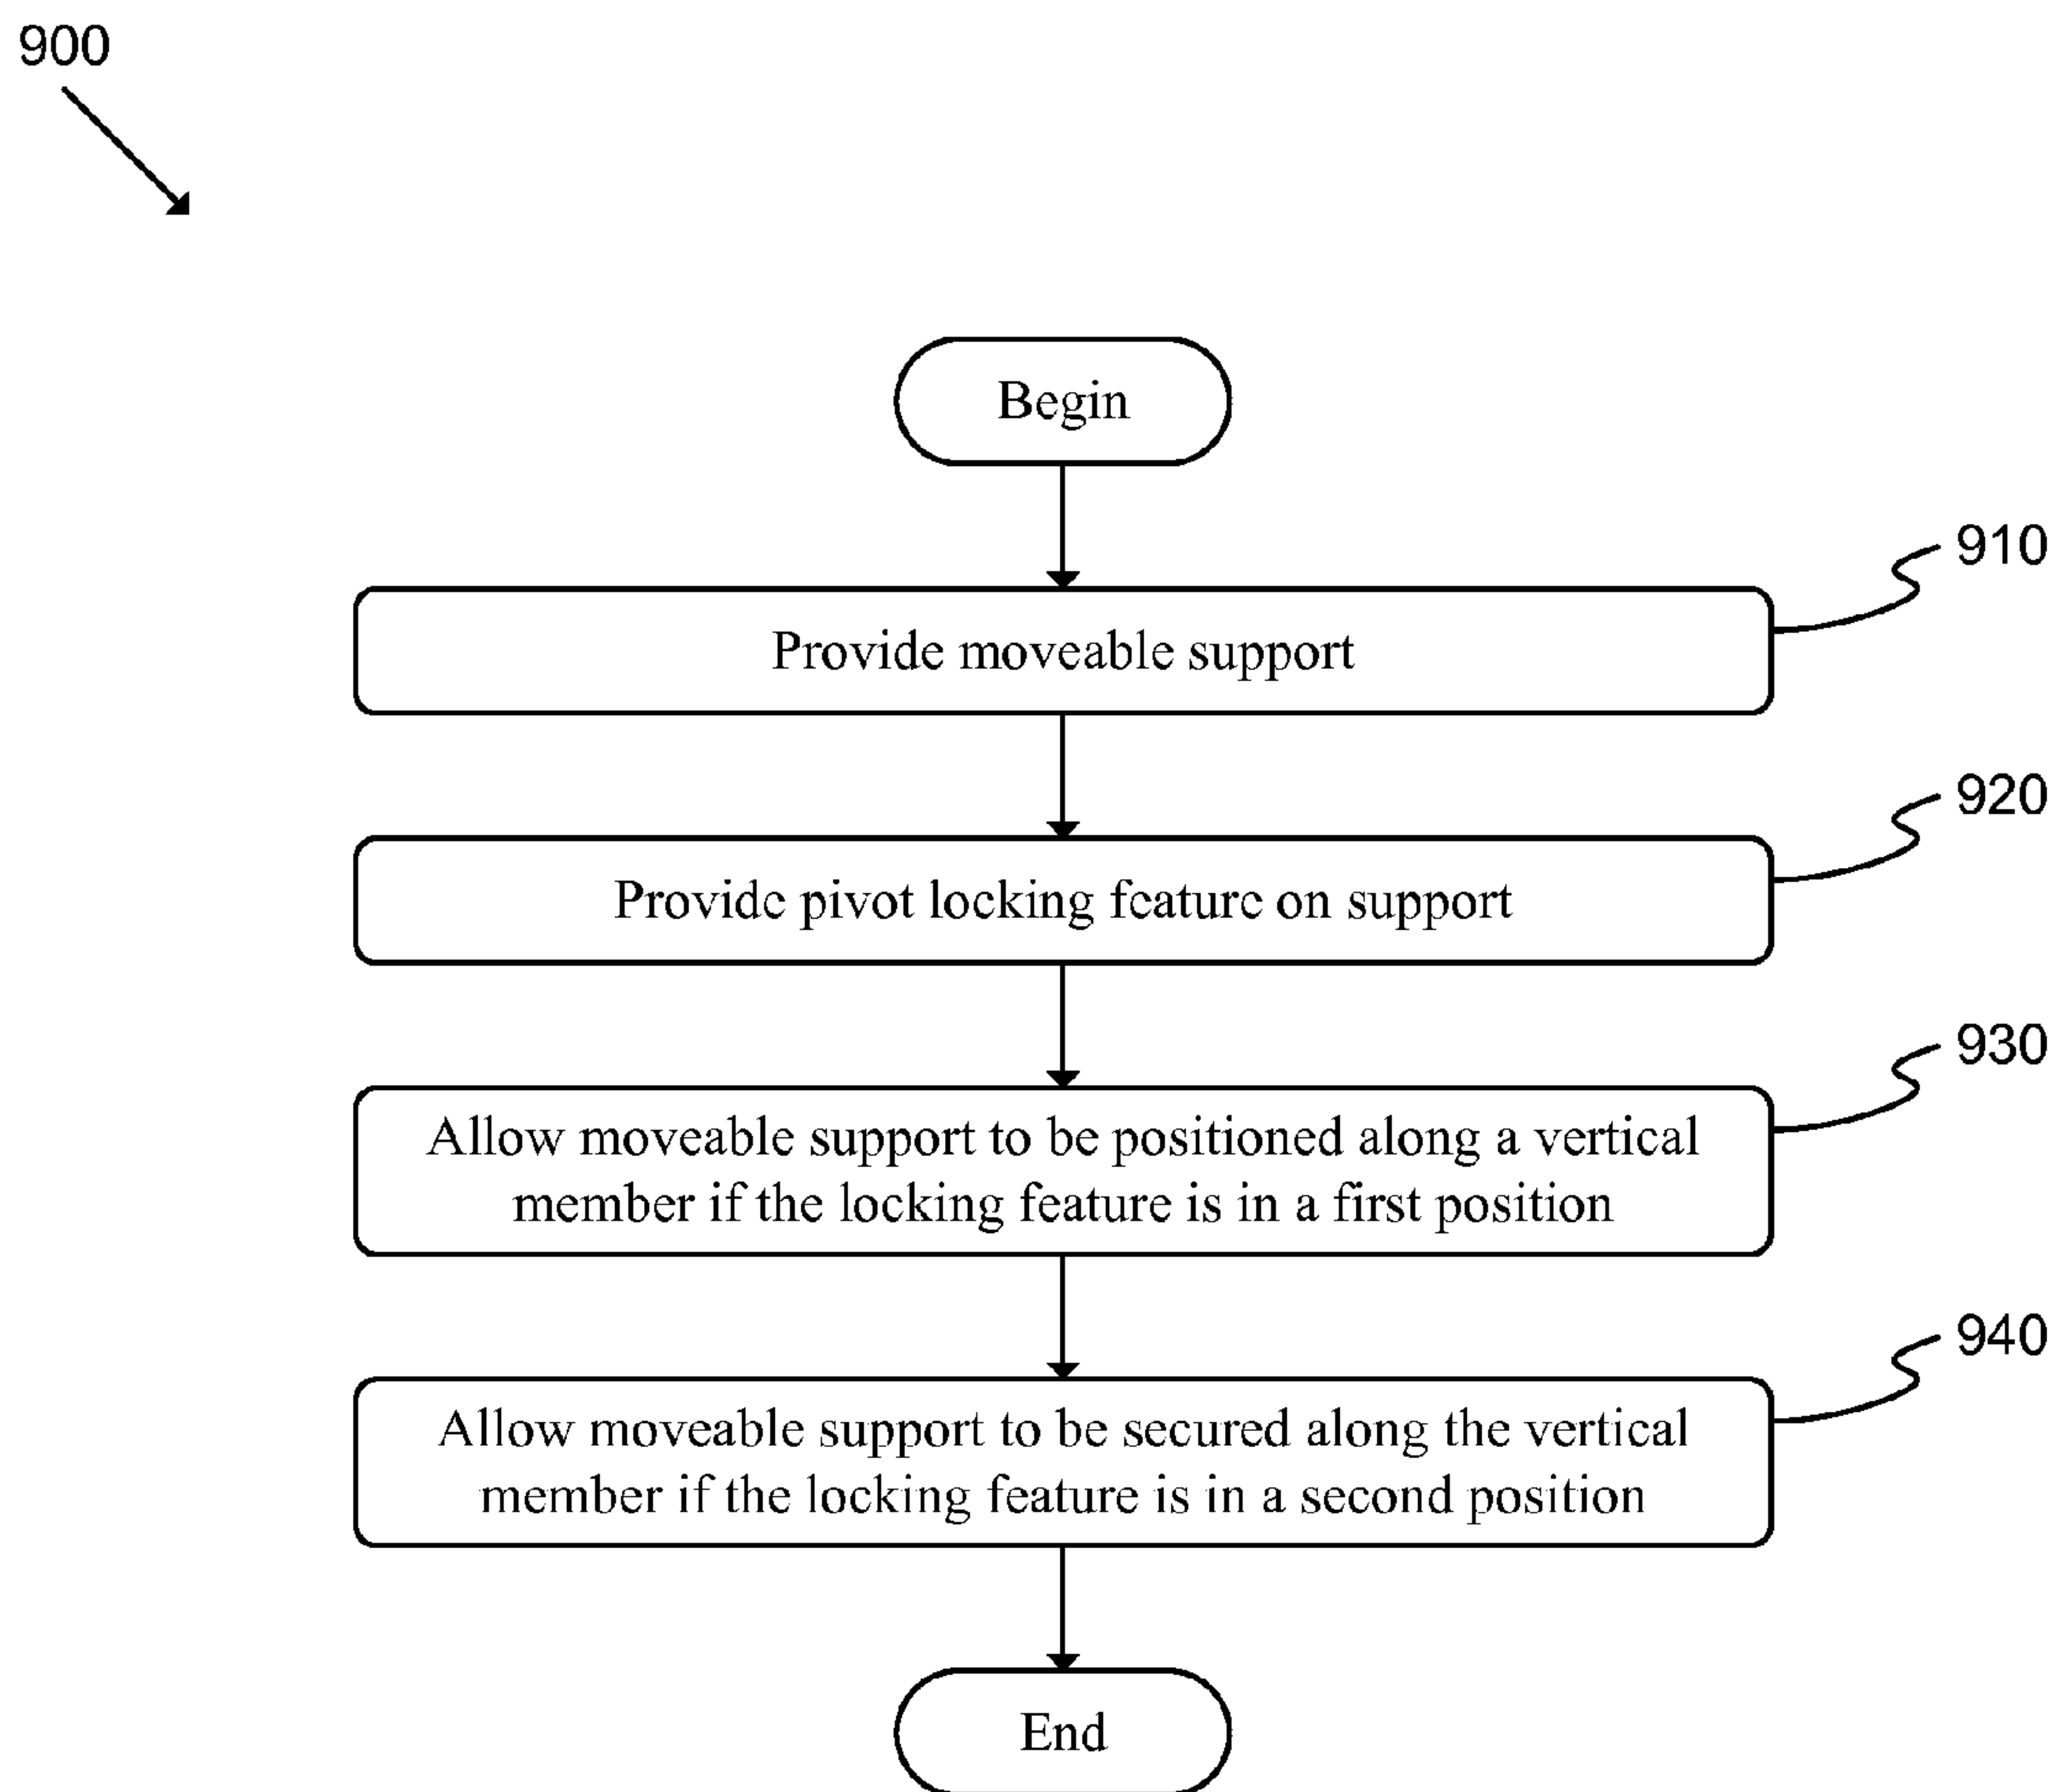 900
Begin
910
Provide moveable support
920
Provide pivot locking feature on support
930
Allow moveable support to be positioned along a vertical
member if the locking feature is in a first position
940
Allow moveable support to be secured along the vertical
member if the locking feature is in a second position
End